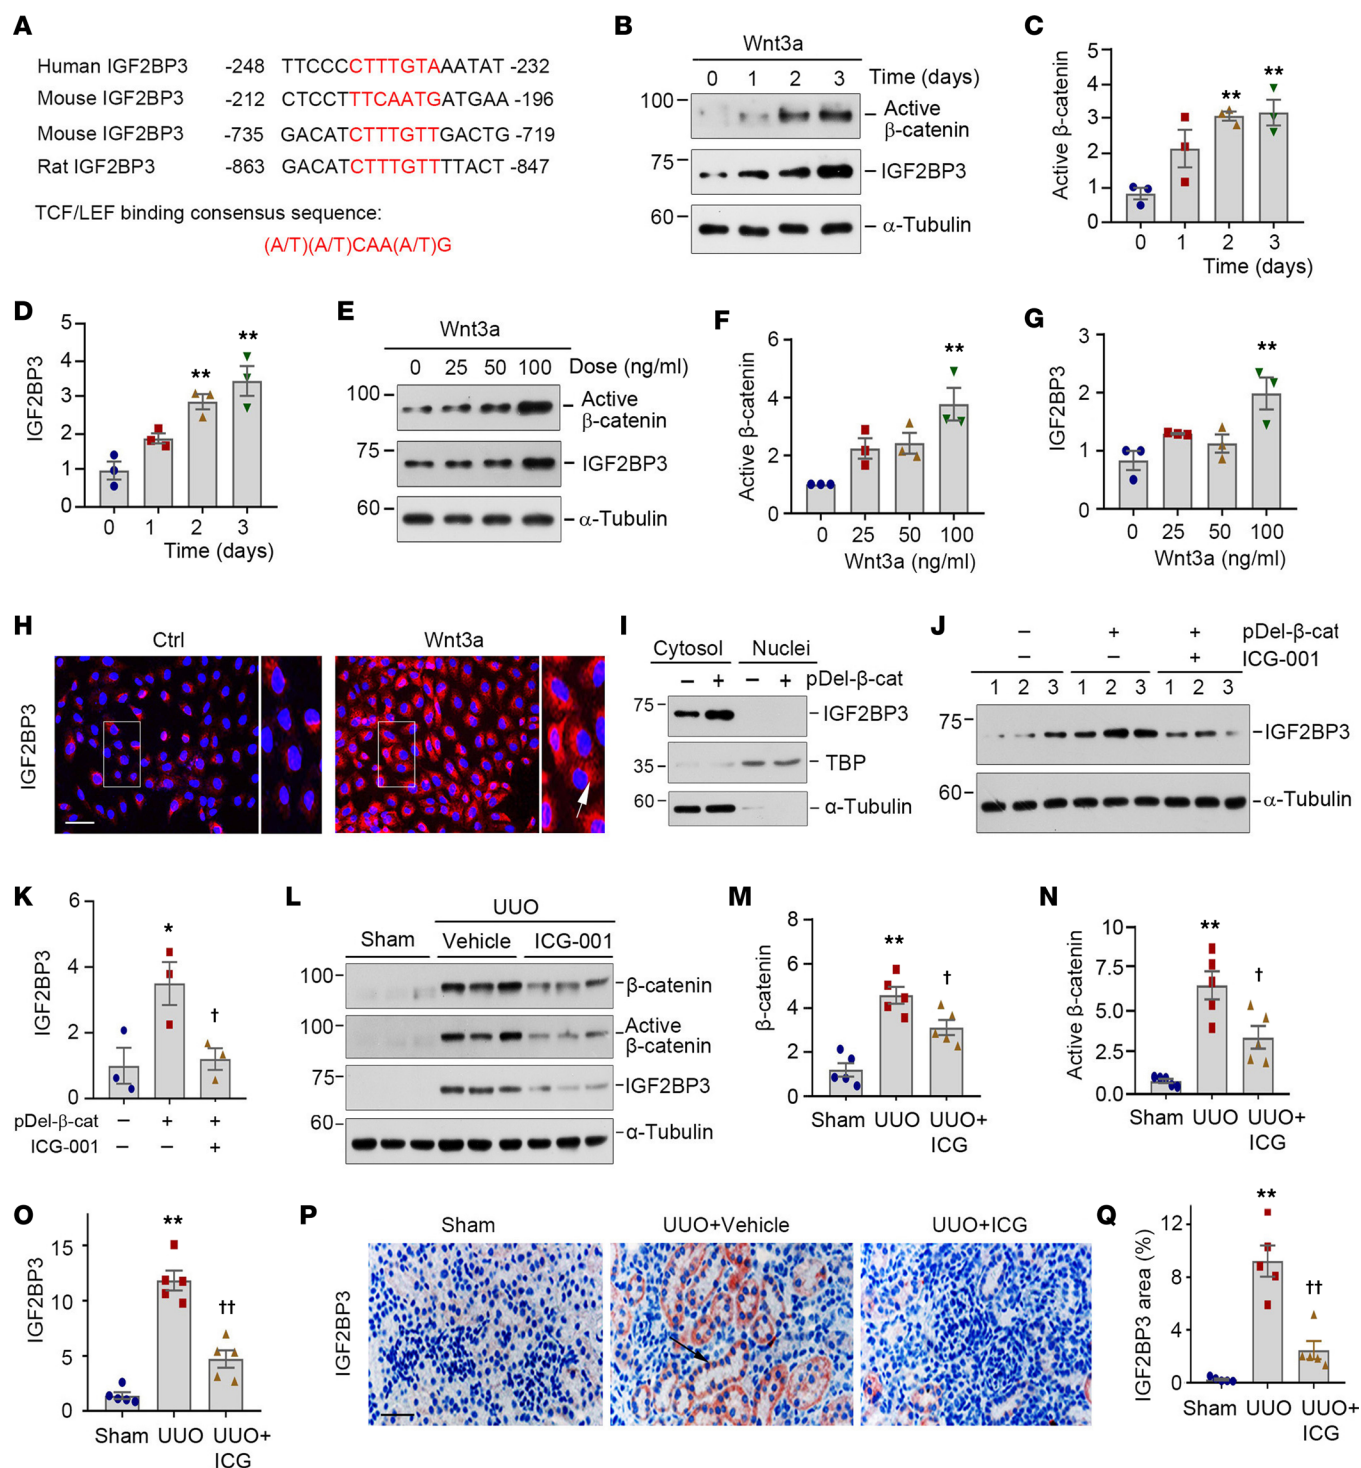 A
Human IGF2BP3 -248 TTCCCCTTTGTAAATAT -232
Mouse IGF2BP3 -212 CTCCTTTCAATGATGAA -196
Mouse IGF2BP3 -735 GACATCTTTGTTGACTG -719
Rat IGF2BP3 -863 GACATCTTTGTTTTACT -847
TCF/LEF binding consensus sequence:
(A/T)(A/T)CAA(A/T)G
B
Wnt3a
0 1 2 3 Time (days)
100
Active
β-catenin
75
IGF2BP3
60
α-Tubulin
C
Active β-catenin
5
4
3
2
1
0
** **
0 1 2 3
Time (days)
D
IGF2BP3
5
4
3
2
1
0
** **
0 1 2 3
Time (days)
E
Wnt3a
0 25 50 100 Dose (ng/ml)
100
Active
β-catenin
75
IGF2BP3
60
α-Tubulin
F
Active β-catenin
6
4
2
0
**
0 25 50 100
Wnt3a (ng/ml)
G
IGF2BP3
3
2
1
0
**
0 25 50 100
Wnt3a (ng/ml)
H
Ctrl Wnt3a
IGF2BP3
I
Cytosol Nuclei
− + − + pDel-β-cat
75
IGF2BP3
35
TBP
60
α-Tubulin
J
− + + pDel-β-cat
− − + ICG-001
1 2 3 1 2 3 1 2 3
75
IGF2BP3
60
α-Tubulin
K
IGF2BP3
6
4
2
0
* †
pDel-β-cat − + +
ICG-001 − − +
L
UUO
Sham Vehicle ICG-001
100
β-catenin
100
Active
β-catenin
75
IGF2BP3
60
α-Tubulin
M
β-catenin
8
6
4
2
0
** †
Sham UUO UUO+
ICG
N
Active β-catenin
10
7.5
5.0
2.5
0.0
** †
Sham UUO UUO+
ICG
O
IGF2BP3
15
10
5
0
** ††
Sham UUO UUO+
ICG
P
Sham UUO+Vehicle UUO+ICG
IGF2BP3
Q
IGF2BP3 area (%)
12
8
4
0
** ††
Sham UUO UUO+
ICG